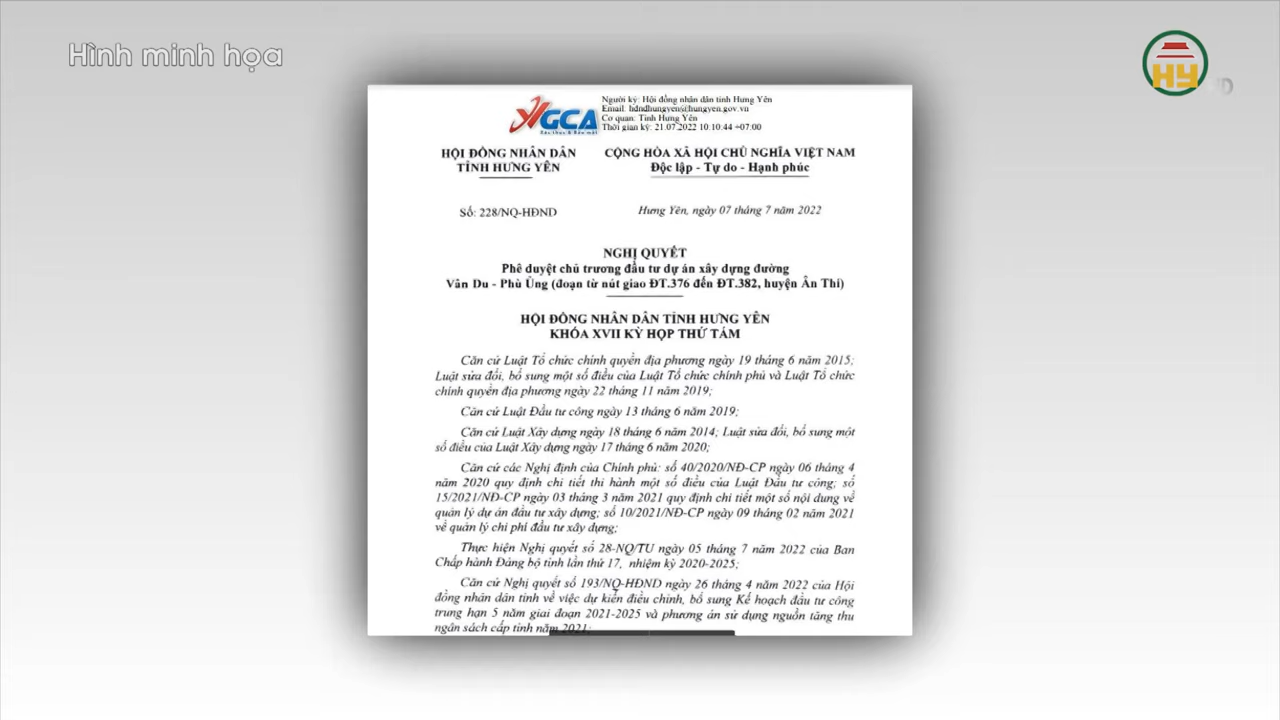 Hình minh họa
HY
HD
VGCA
Xác thực & Bảo mật
Người ký: Hội đồng nhân dân tỉnh Hưng Yên
Email: hdndhungyen@hungyen.gov.vn
Cơ quan: Tỉnh Hưng Yên
Thời gian ký: 21.07.2022 10:10:44 +07:00
HỘI ĐỒNG NHÂN DÂN
TỈNH HƯNG YÊN
CỘNG HÒA XÃ HỘI CHỦ NGHĨA VIỆT NAM
Độc lập - Tự do - Hạnh phúc
Số: 228/NQ-HĐND
Hưng Yên, ngày 07 tháng 7 năm 2022
NGHỊ QUYẾT
Phê duyệt chủ trương đầu tư dự án xây dựng đường
Vân Du - Phù Ủng (đoạn từ nút giao ĐT.376 đến ĐT.382, huyện Ân Thi)
HỘI ĐỒNG NHÂN DÂN TỈNH HƯNG YÊN
KHÓA XVII KỲ HỌP THỨ TÁM
Căn cứ Luật Tổ chức chính quyền địa phương ngày 19 tháng 6 năm 2015;
Luật sửa đổi, bổ sung một số điều của Luật Tổ chức chính phủ và Luật Tổ chức
chính quyền địa phương ngày 22 tháng 11 năm 2019;
Căn cứ Luật Đầu tư công ngày 13 tháng 6 năm 2019;
Căn cứ Luật Xây dựng ngày 18 tháng 6 năm 2014; Luật sửa đổi, bổ sung một
số điều của Luật Xây dựng ngày 17 tháng 6 năm 2020;
Căn cứ các Nghị định của Chính phủ: số 40/2020/NĐ-CP ngày 06 tháng 4
năm 2020 quy định chi tiết thi hành một số điều của Luật Đầu tư công; số
15/2021/NĐ-CP ngày 03 tháng 3 năm 2021 quy định chi tiết một số nội dung về
quản lý dự án đầu tư xây dựng; số 10/2021/NĐ-CP ngày 09 tháng 02 năm 2021
về quản lý chi phí đầu tư xây dựng;
Thực hiện Nghị quyết số 28-NQ/TU ngày 05 tháng 7 năm 2022 của Ban
Chấp hành Đảng bộ tỉnh lần thứ 17, nhiệm kỳ 2020-2025;
Căn cứ Nghị quyết số 193/NQ-HĐND ngày 26 tháng 4 năm 2022 của Hội
đồng nhân dân tỉnh về việc dự kiến điều chỉnh, bổ sung Kế hoạch đầu tư công
trung hạn 5 năm giai đoạn 2021-2025 và phương án sử dụng nguồn tăng thu
ngân sách cấp tỉnh năm 2021;